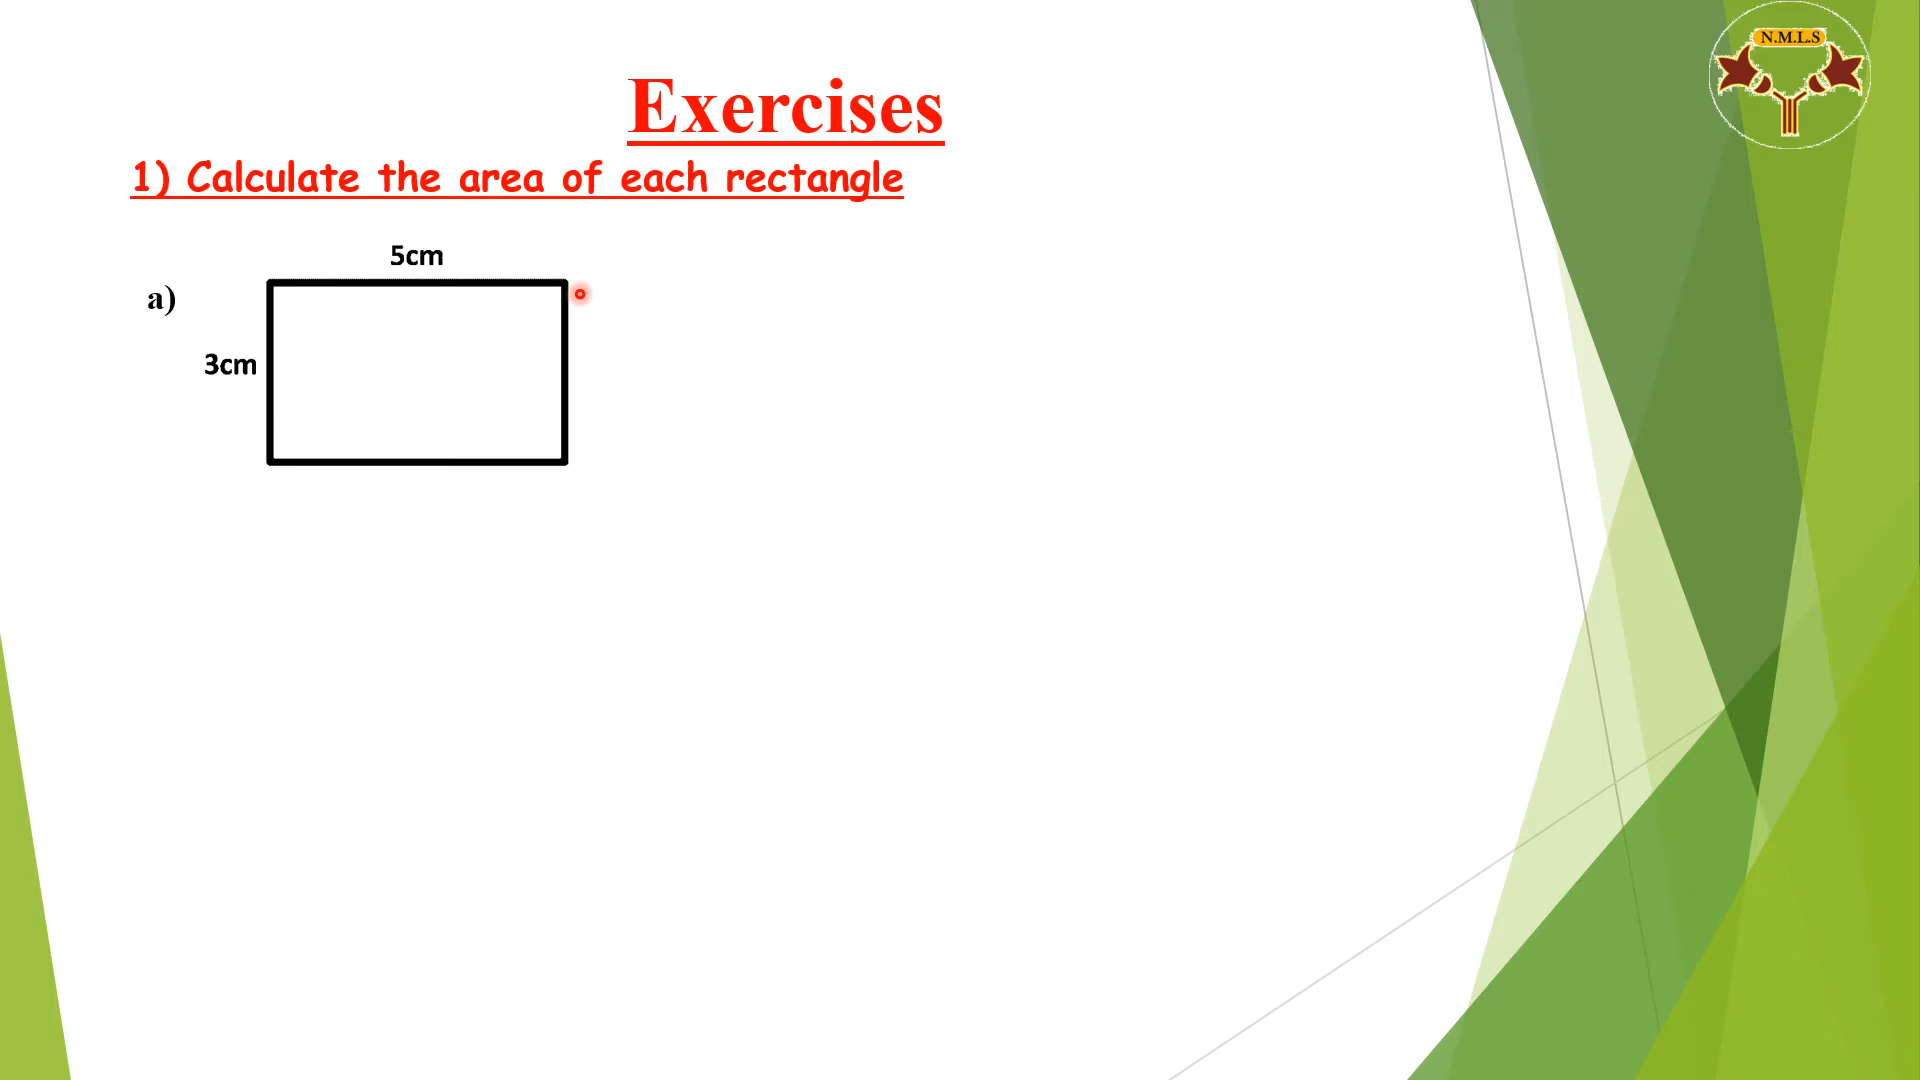 N.M.L.S
Exercises
1) Calculate the area of each rectangle
5cm
a)
3cm